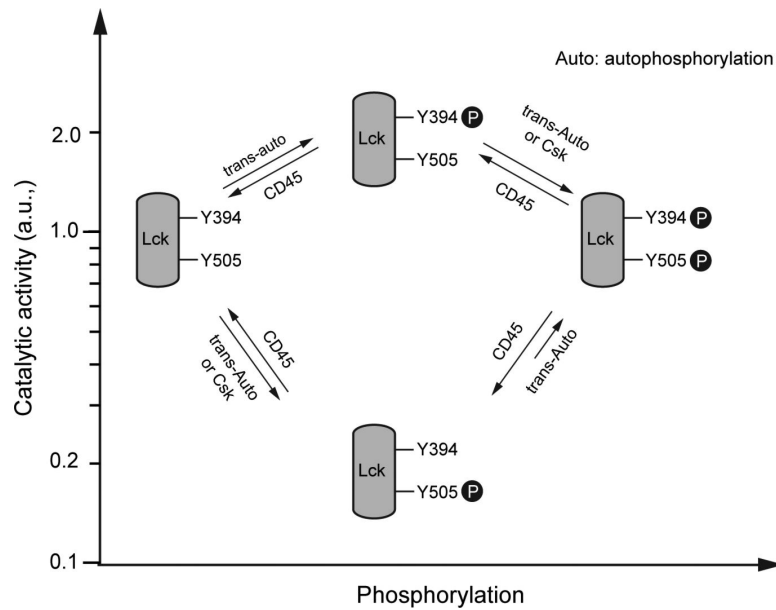 Auto: autophosphorylation
Catalytic activity (a.u.,)
2.0
1.0
0.2
0.1
Phosphorylation
Lck
Y394 P
Y505
trans-auto
CD45
trans-Auto
or Csk
CD45
Lck
Y394
Y505
Lck
Y394 P
Y505 P
CD45
trans-Auto
or Csk
CD45
trans-Auto
Lck
Y394
Y505 P